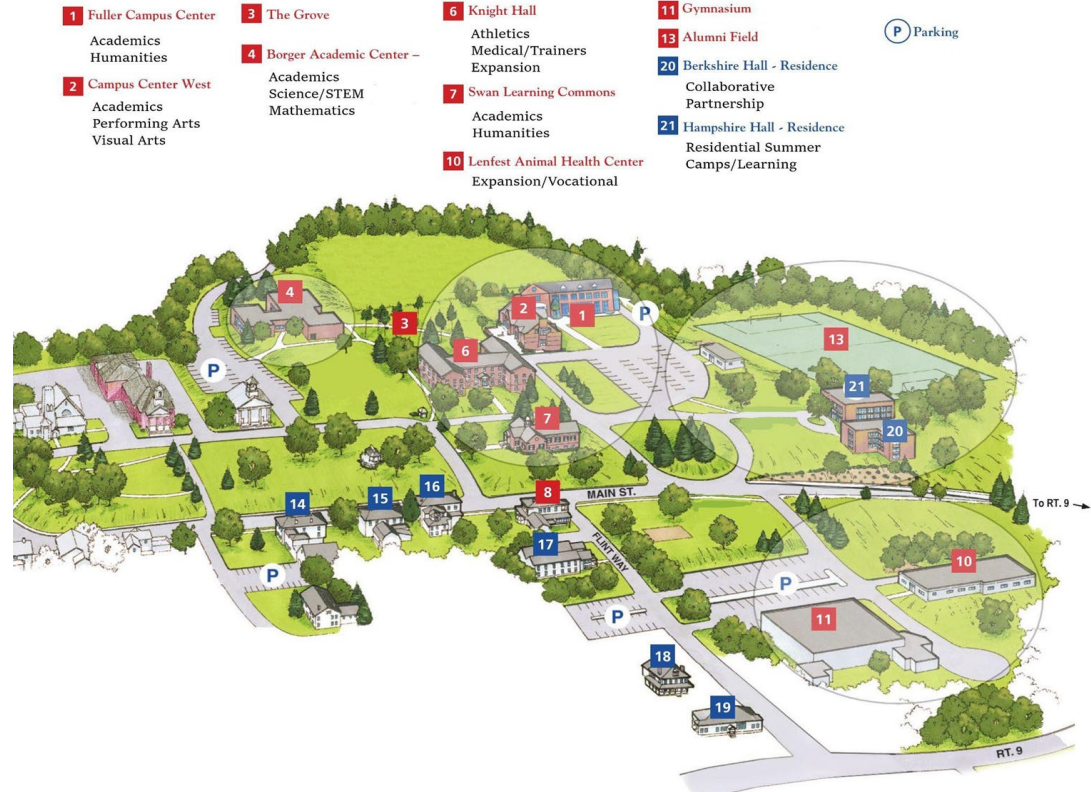 1 Fuller Campus Center
Academics
Humanities
2 Campus Center West
Academics
Performing Arts
Visual Arts
3 The Grove
4 Borger Academic Center –
Academics
Science/STEM
Mathematics
6 Knight Hall
Athletics
Medical/Trainers
Expansion
7 Swan Learning Commons
Academics
Humanities
10 Lenfest Animal Health Center
Expansion/Vocational
11 Gymnasium
13 Alumni Field
20 Berkshire Hall - Residence
Collaborative
Partnership
21 Hampshire Hall - Residence
Residential Summer
Camps/Learning
P Parking
4
3
2
1
P
6
13
P
21
7
20
16
8
MAIN ST.
15
14
To RT. 9
17
FLINT WAY
10
P
P
P
11
18
19
RT. 9